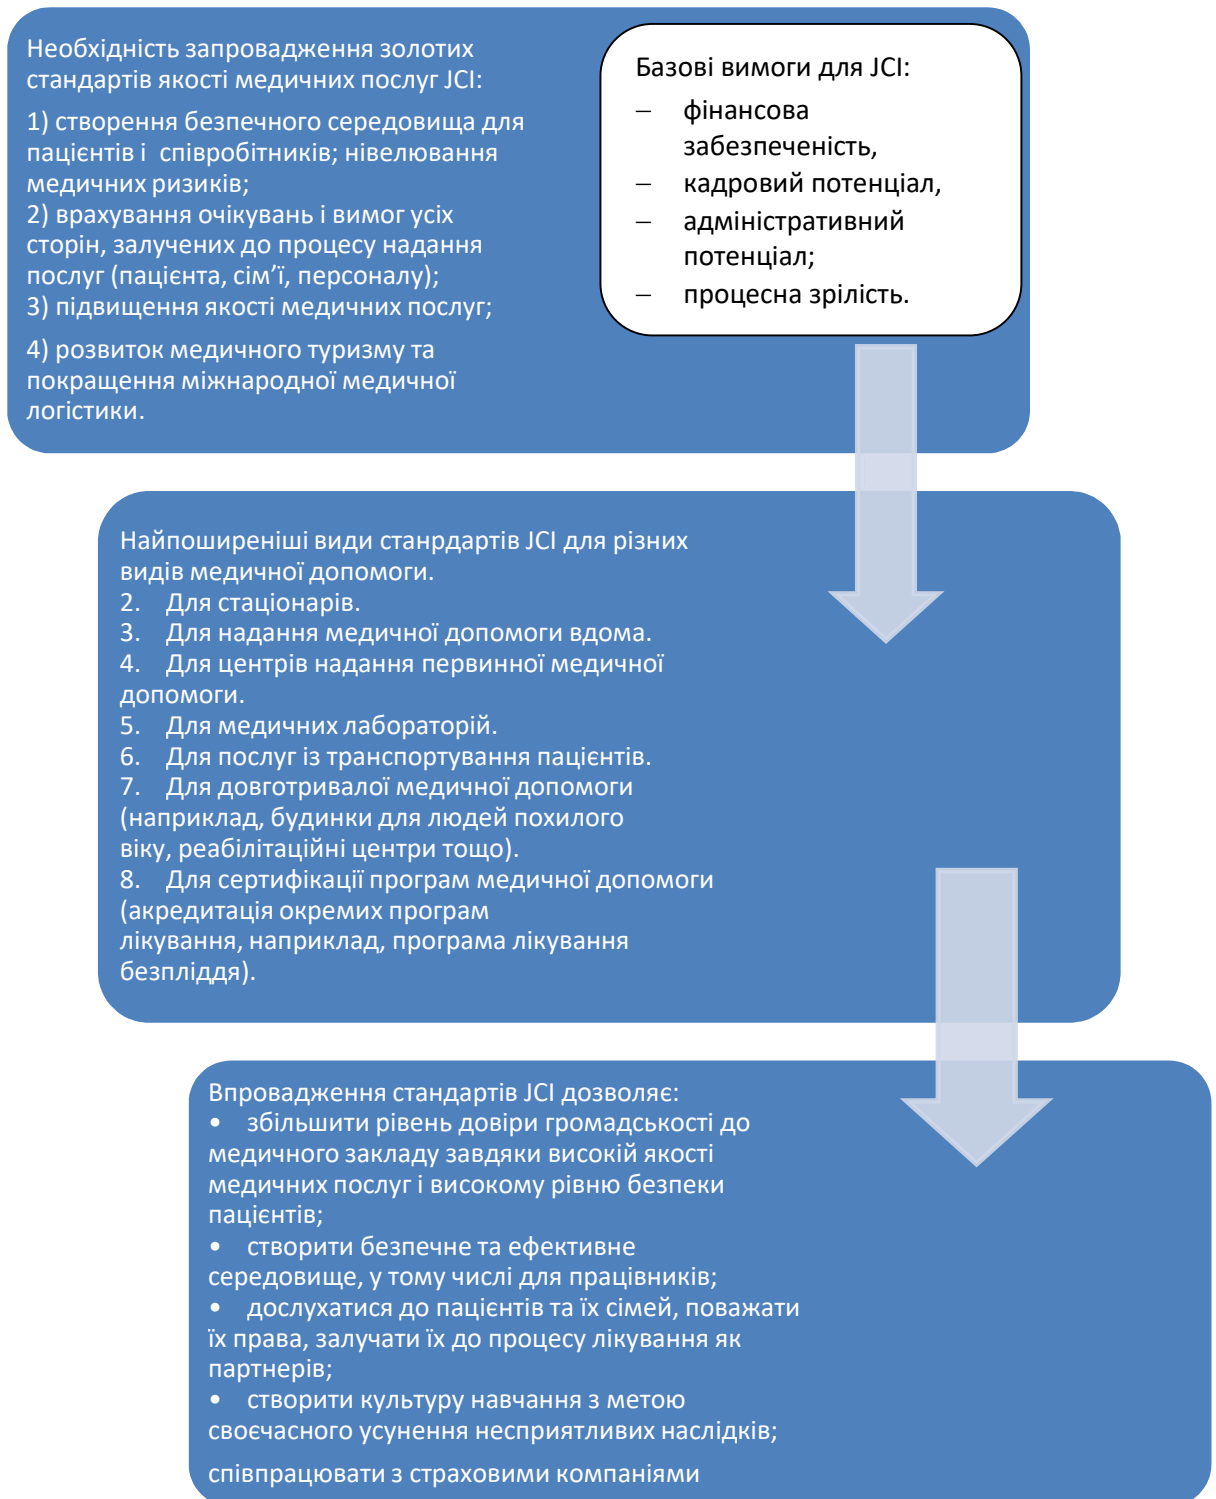 Необхідність запровадження золотих
стандартів якості медичних послуг JCI:
1) створення безпечного середовища для
пацієнтів і співробітників; нівелювання
медичних ризиків;
2) врахування очікувань і вимог усіх
сторін, залучених до процесу надання
послуг (пацієнта, сім’ї, персоналу);
3) підвищення якості медичних послуг;
4) розвиток медичного туризму та
покращення міжнародної медичної
логістики.
Базові вимоги для JCI:
– фінансова
забезпеченість,
– кадровий потенціал,
– адміністративний
потенціал;
– процесна зрілість.
Найпоширеніші види станрдартів JCI для різних
видів медичної допомоги.
2. Для стаціонарів.
3. Для надання медичної допомоги вдома.
4. Для центрів надання первинної медичної
допомоги.
5. Для медичних лабораторій.
6. Для послуг із транспортування пацієнтів.
7. Для довготривалої медичної допомоги
(наприклад, будинки для людей похилого
віку, реабілітаційні центри тощо).
8. Для сертифікації програм медичної допомоги
(акредитація окремих програм
лікування, наприклад, програма лікування
безпліддя).
Впровадження стандартів JCI дозволяє:
• збільшити рівень довіри громадськості до
медичного закладу завдяки високій якості
медичних послуг і високому рівню безпеки
пацієнтів;
• створити безпечне та ефективне
середовище, у тому числі для працівників;
• дослухатися до пацієнтів та їх сімей, поважати
їх права, залучати їх до процесу лікування як
партнерів;
• створити культуру навчання з метою
своєчасного усунення несприятливих наслідків;
співпрацювати з страховими компаніями